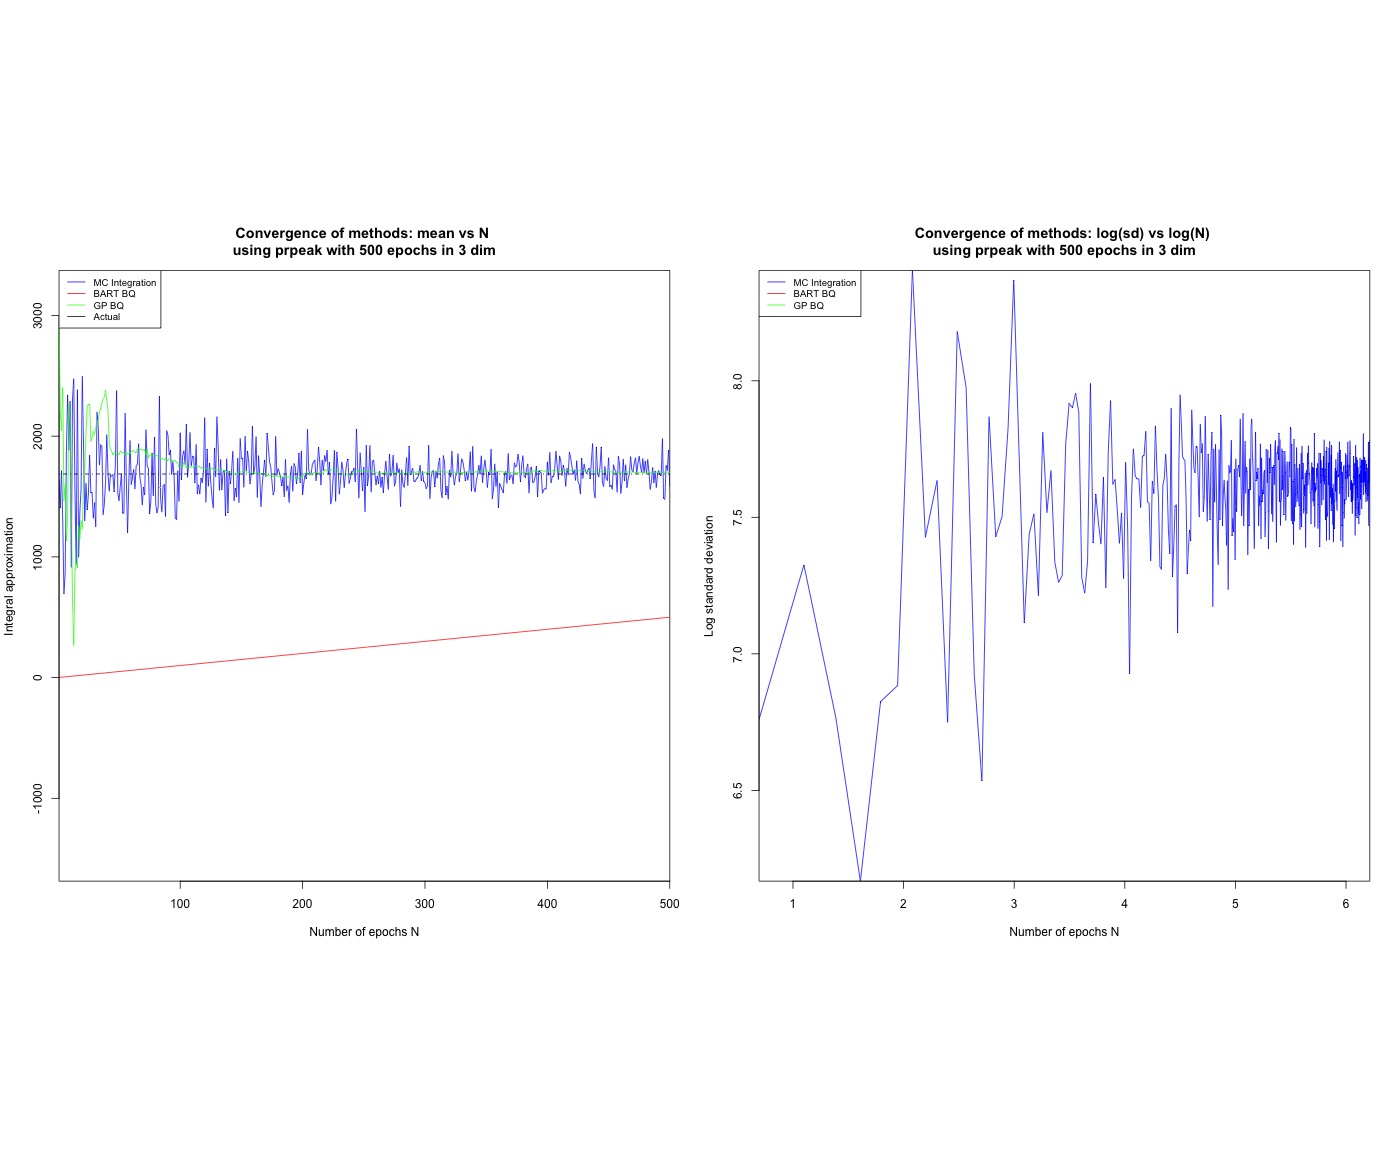 Convergence of methods: mean vs N
using prpeak with 500 epochs in 3 dim
MC Integration
BART BQ
GP BQ
Actual
Integral approximation
3000
2000
1000
0
-1000
100
200
300
400
500
Number of epochs N
Convergence of methods: log(sd) vs log(N)
using prpeak with 500 epochs in 3 dim
MC Integration
BART BQ
GP BQ
Log standard deviation
8.0
7.5
7.0
6.5
1
2
3
4
5
6
Number of epochs N